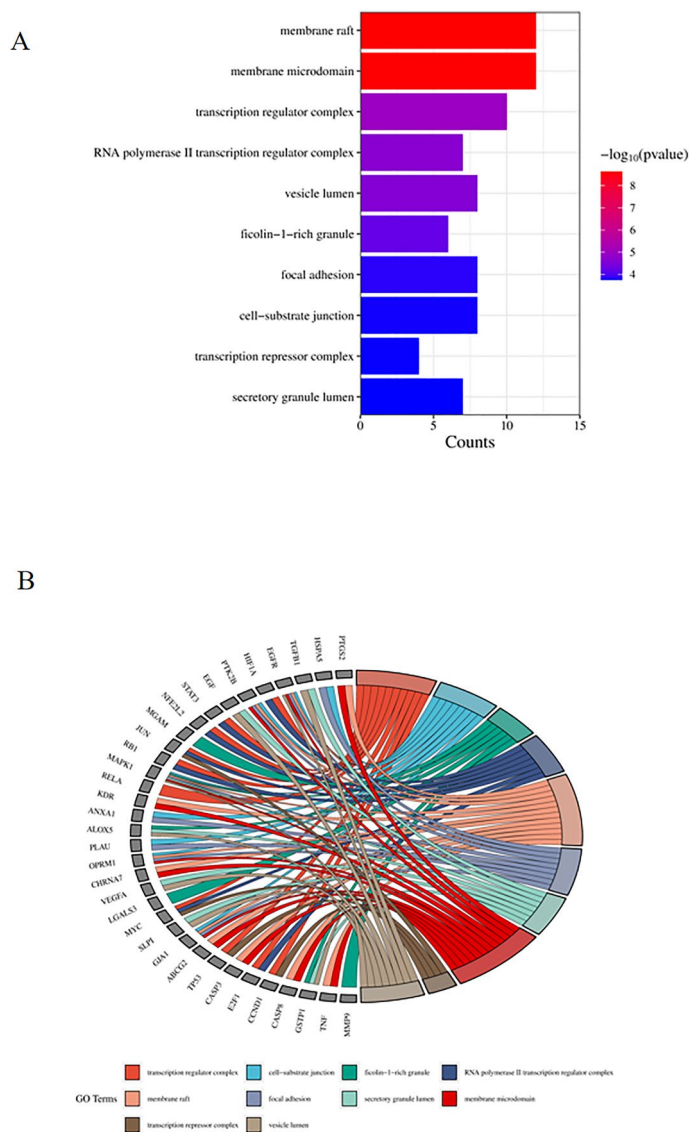 A
membrane raft
membrane microdomain
transcription regulator complex
RNA polymerase II transcription regulator complex
vesicle lumen
ficolin−1−rich granule
focal adhesion
cell−substrate junction
transcription repressor complex
secretory granule lumen
0 5 10 15
Counts
−log₁₀(pvalue)
8
7
6
5
4
B
PTGS2
HSPA5
TGFB1
EGFR
HIF1A
PTK2B
EGF
STAT3
NFE2L2
MGAM
JUN
RB1
MAPK1
RELA
KDR
ANXA1
ALOX5
PLAU
OPRM1
CHRNA7
VEGFA
LGALS3
MYC
SLPI
GJA1
ABCG2
TP53
CASP3
E2F1
CCND1
CASP8
GSTP1
TNF
MMP9
GO Terms
transcription regulator complex cell−substrate junction ficolin−1−rich granule RNA polymerase II transcription regulator complex
membrane raft focal adhesion secretory granule lumen membrane microdomain
transcription repressor complex vesicle lumen